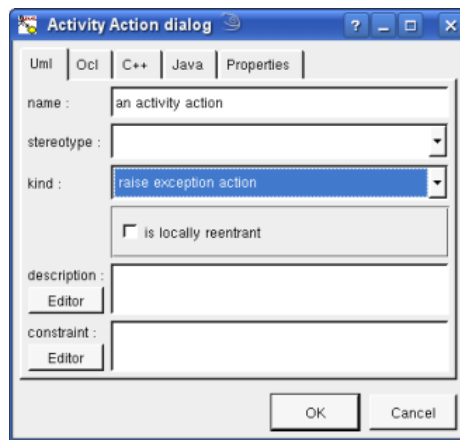 Activity Action dialog
Uml Ocl C++ Java Properties
name : an activity action
stereotype :
kind : raise exception action
is locally reentrant
description :
Editor
constraint :
Editor
OK Cancel